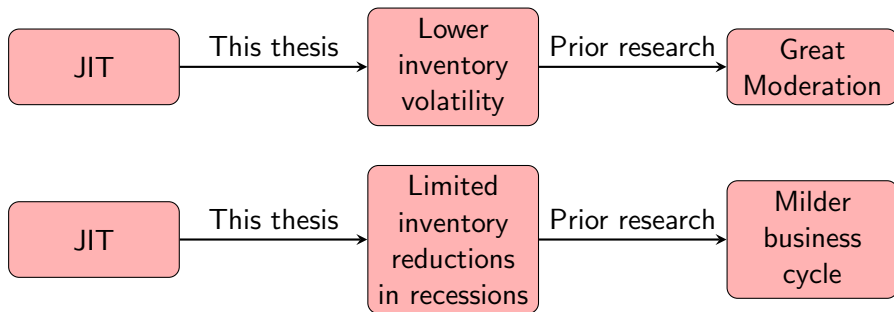 JIT
This thesis
Lower
inventory
volatility
Prior research
Great
Moderation
JIT
This thesis
Limited
inventory
reductions
in recessions
Prior research
Milder
business
cycle